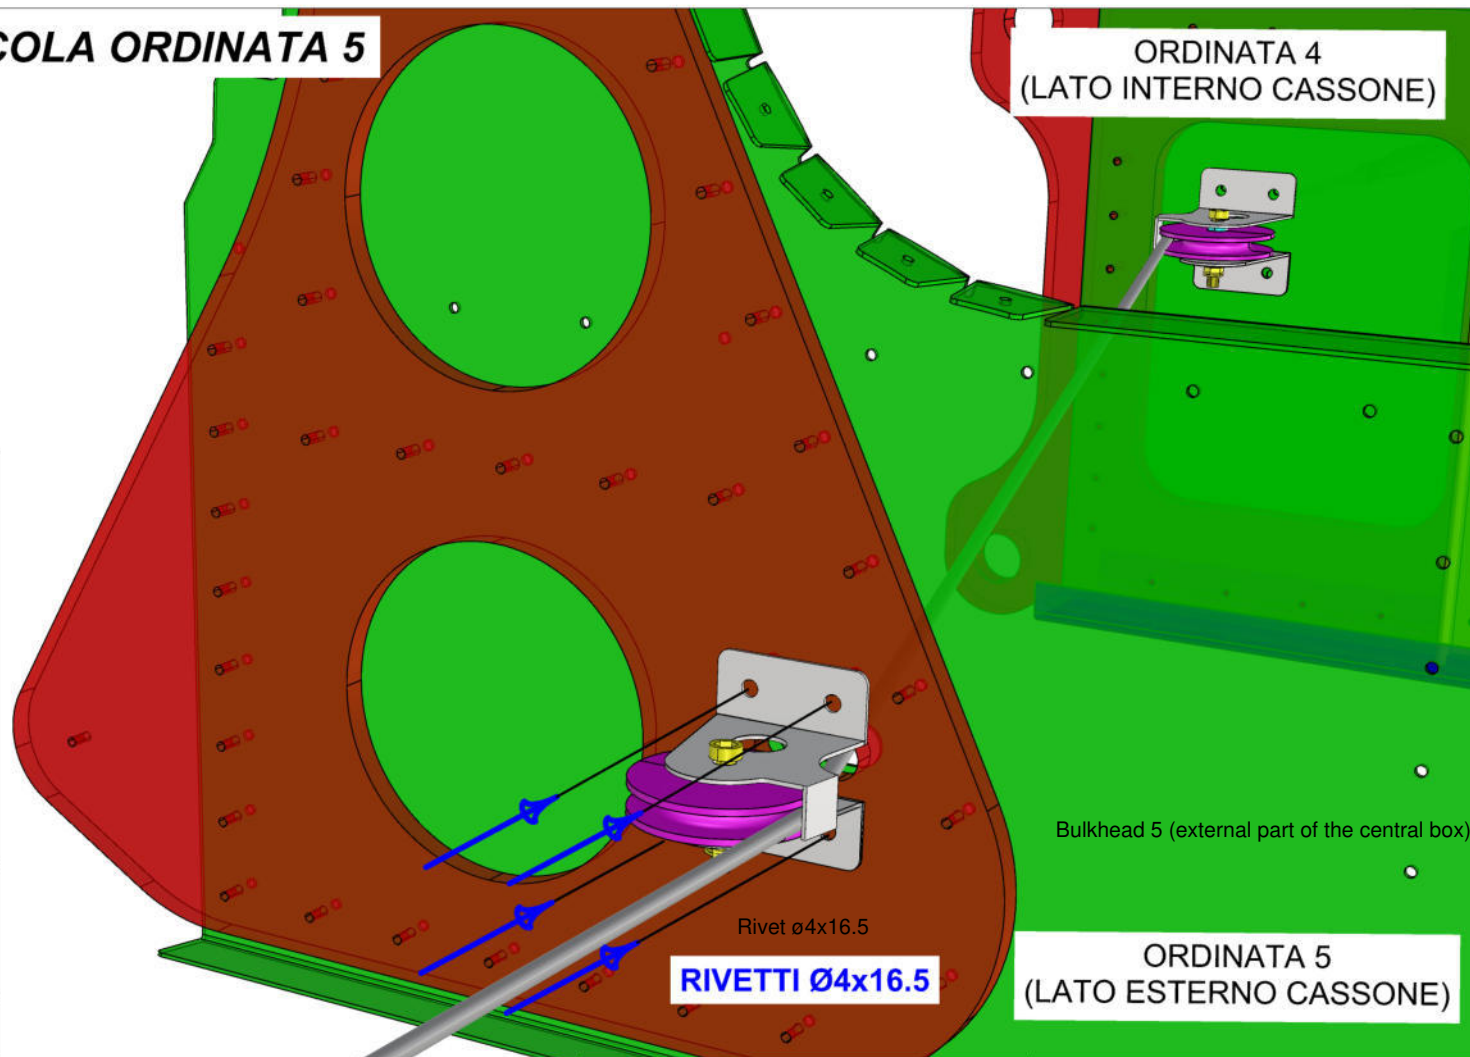 COLA ORDINATA 5
ORDINATA 4
(LATO INTERNO CASSONE)
Bulkhead 5 (external part of the central box)
Rivet ø4x16.5
RIVETTI Ø4x16.5
ORDINATA 5
(LATO ESTERNO CASSONE)